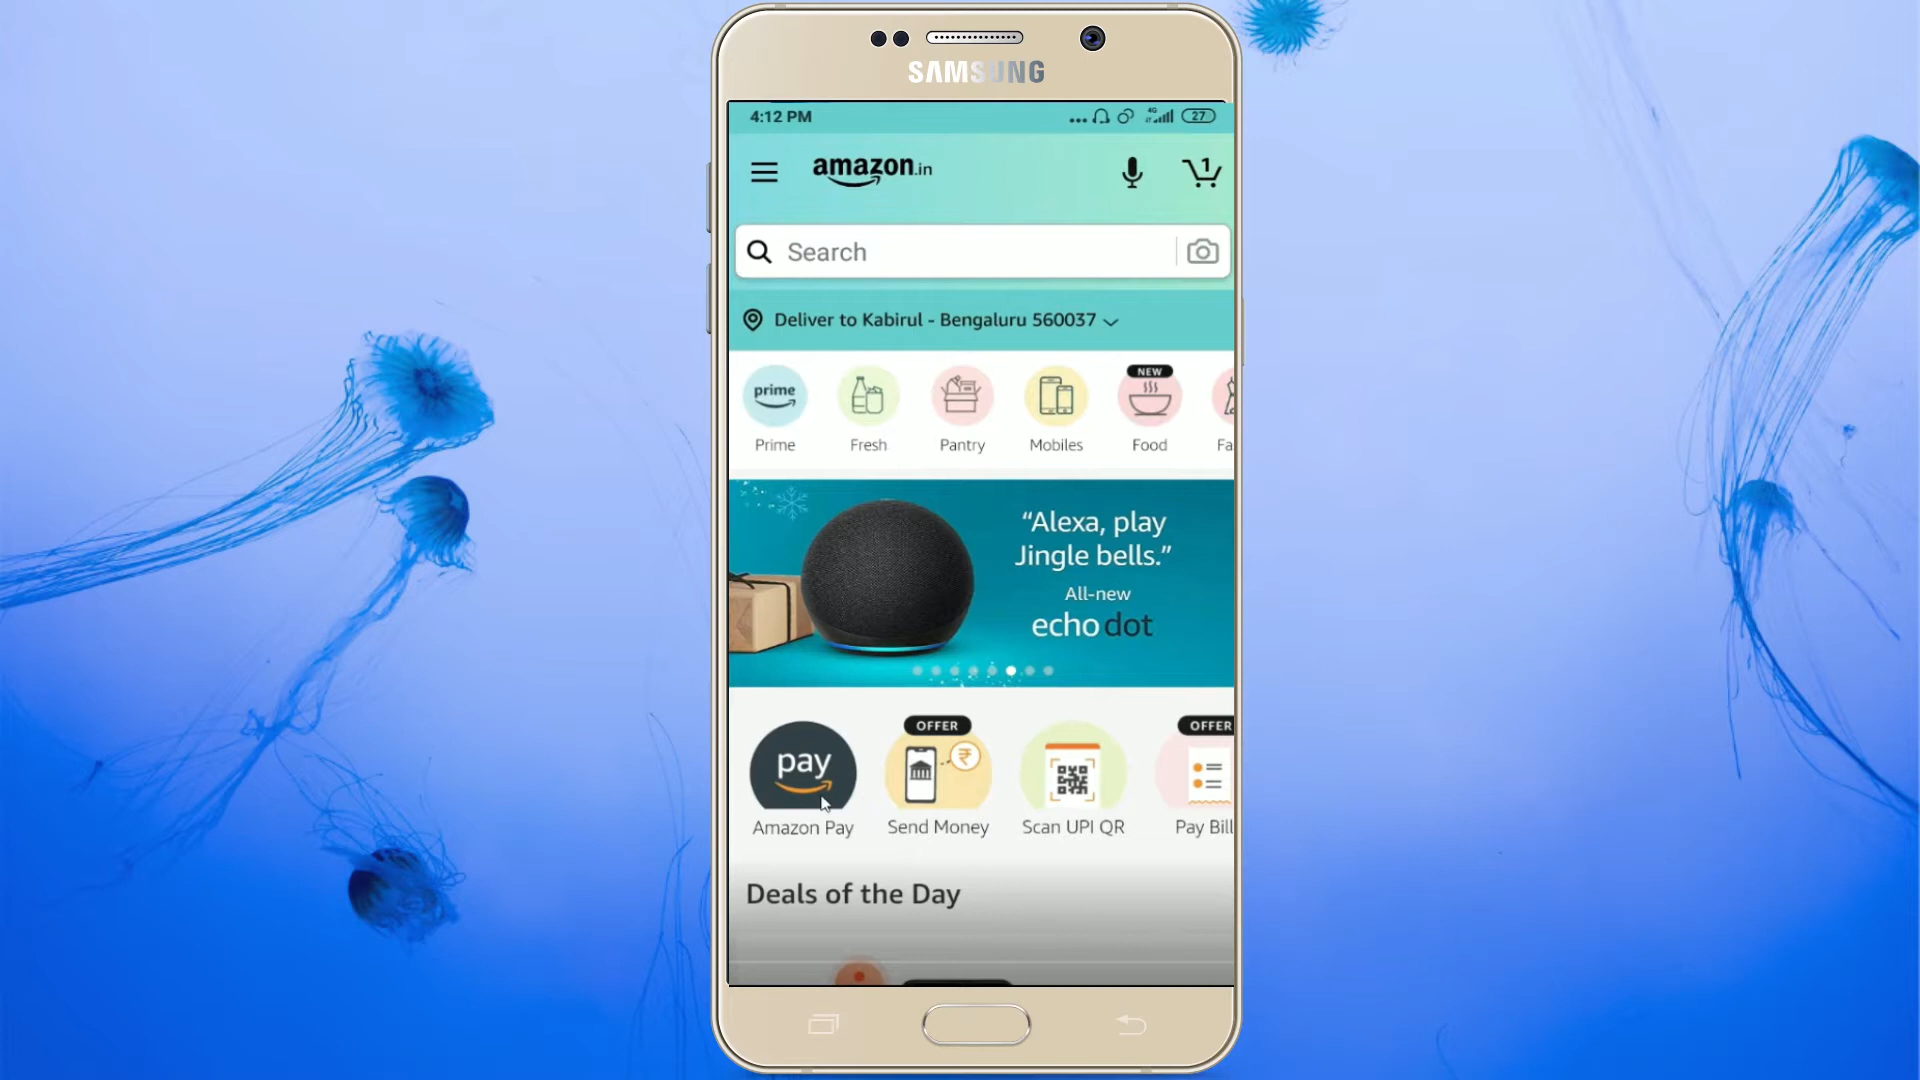 SAMSUNG
4:12 PM
4G
27
amazon.in
1
Search
Deliver to Kabirul - Bengaluru 560037
NEW
prime
Prime
Fresh
Pantry
Mobiles
Food
Fa
“Alexa, play
Jingle bells.”
All-new
echo dot
OFFER
OFFER
pay
Amazon Pay
Send Money
Scan UPI QR
Pay Bill
Deals of the Day